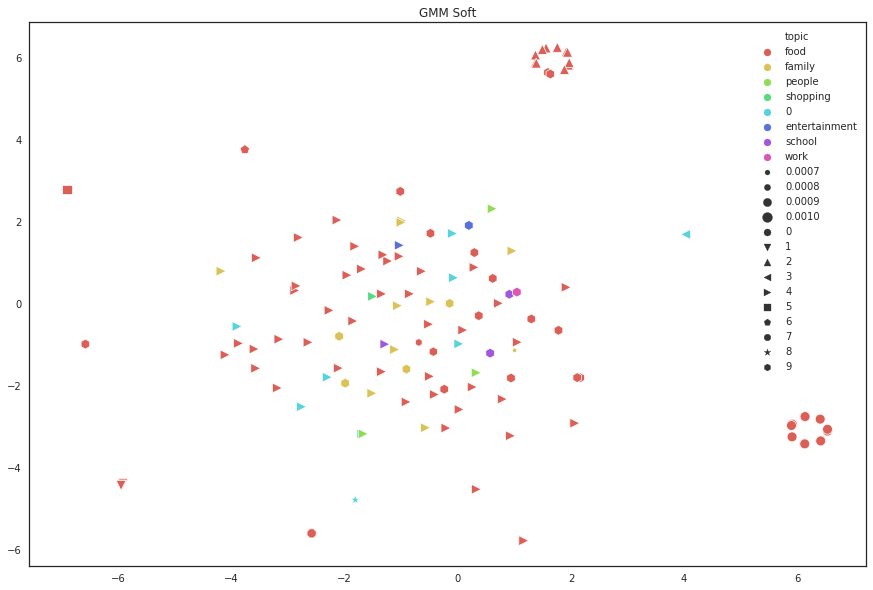 GMM Soft
topic
food
family
people
shopping
0
entertainment
school
work
0.0007
0.0008
0.0009
0.0010
0
1
2
3
4
5
6
7
8
9
6
4
2
0
−2
−4
−6
−6 −4 −2 0 2 4 6